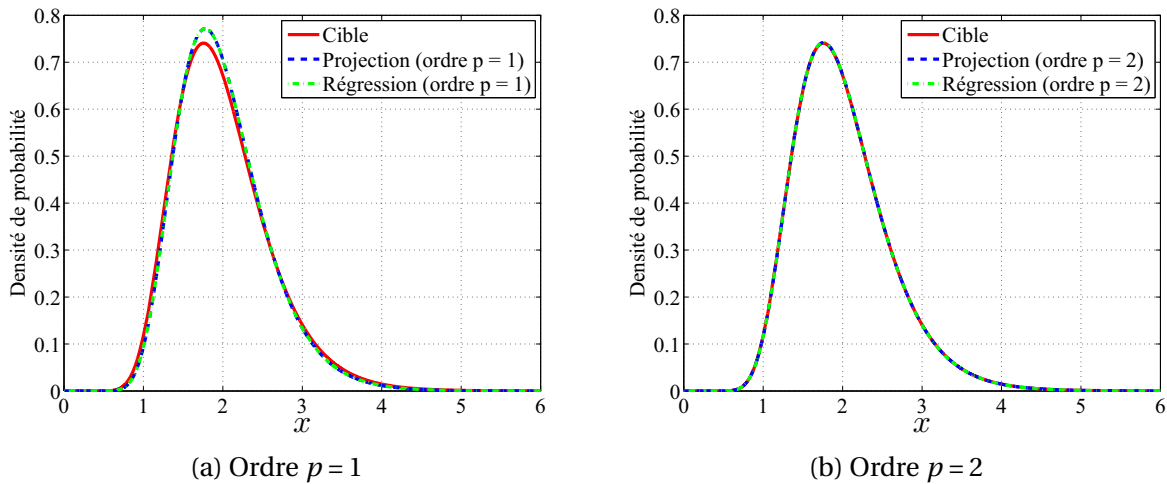 0.8
0.7
0.6
0.5
0.4
0.3
0.2
0.1
0
Densité de probabilité
Cible
Projection (ordre p = 1)
Régression (ordre p = 1)
0 1 2 3 4 5 6
x
(a) Ordre p = 1
0.8
0.7
0.6
0.5
0.4
0.3
0.2
0.1
0
Densité de probabilité
Cible
Projection (ordre p = 2)
Régression (ordre p = 2)
0 1 2 3 4 5 6
x
(b) Ordre p = 2